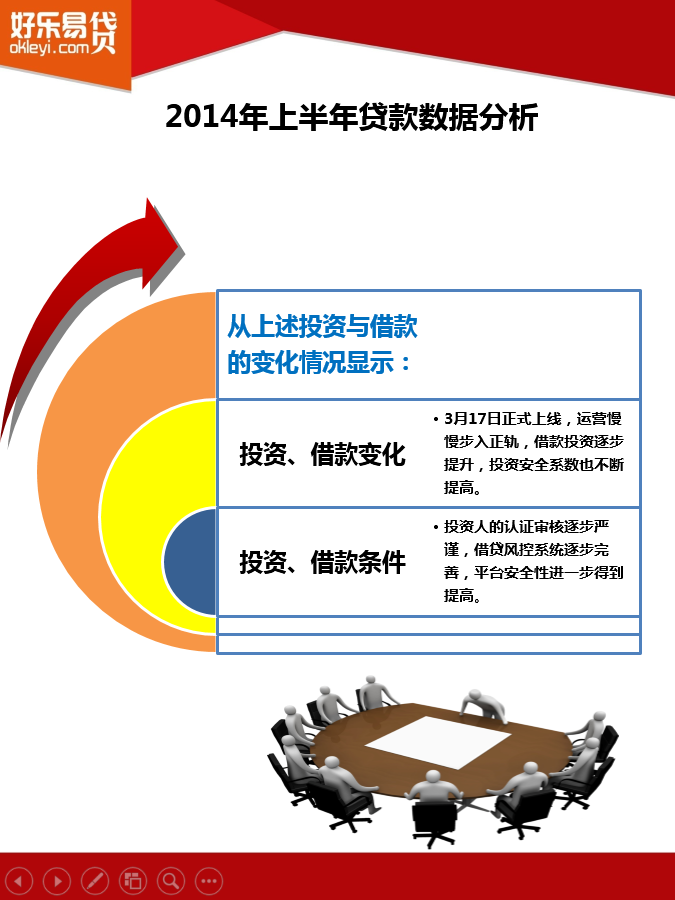 好乐易贷
okleyi.com
2014年上半年贷款数据分析
从上述投资与借款
的变化情况显示：
投资、借款变化
• 3月17日正式上线，运营慢
慢步入正轨，借款投资逐步
提升，投资安全系数也不断
提高。
投资、借款条件
• 投资人的认证审核逐步严
谨，借贷风控系统逐步完
善，平台安全性进一步得到
提高。